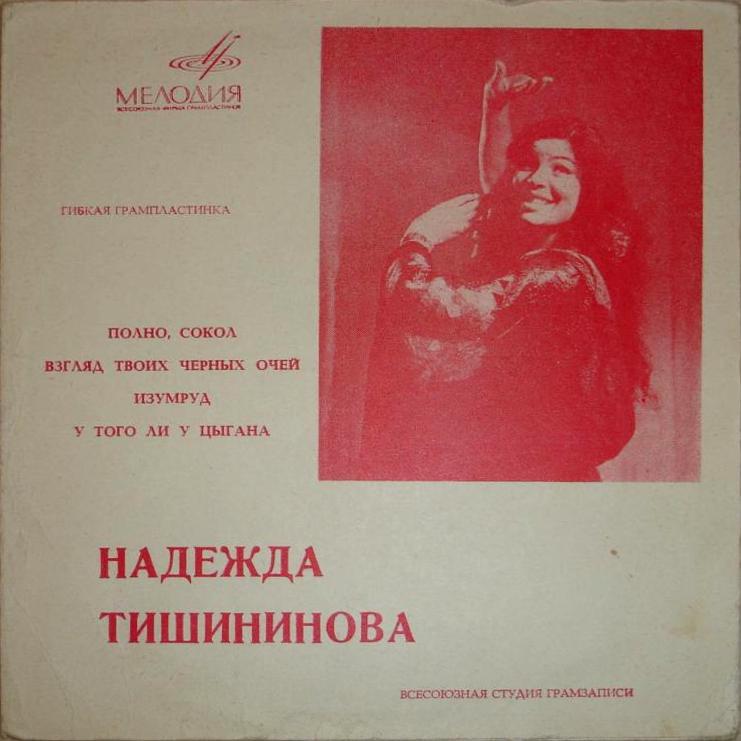 МЕЛОДИЯ
ВСЕСОЮЗНАЯ ФИРМА ГРАМПЛАСТИНОК
ГИБКАЯ ГРАМПЛАСТИНКА
ПОЛНО, СОКОЛ
ВЗГЛЯД ТВОИХ ЧЕРНЫХ ОЧЕЙ
ИЗУМРУД
У ТОГО ЛИ У ЦЫГАНА
НАДЕЖДА
ТИШИНИНОВА
ВСЕСОЮЗНАЯ СТУДИЯ ГРАМЗАПИСИ